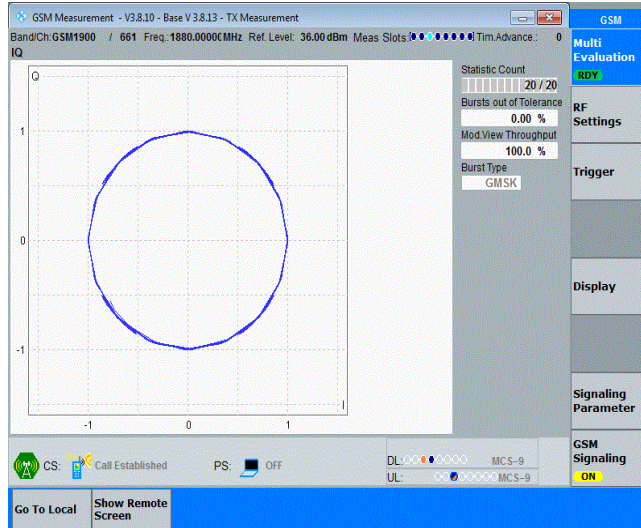 GSM Measurement - V3.8.10 - Base V 3.8.13 - TX Measurement
GSM
Band/Ch:GSM1900 / 661 Freq.:1880.00000MHz Ref. Level: 36.00 dBm Meas Slots: Tim.Advance.: 0
IQ
Multi
Evaluation
RDY
Q
Statistic Count
20 / 20
Bursts out of Tolerance
0.00 %
Mod.View Throughput
100.0 %
Burst Type
GMSK
RF
Settings
Trigger
Display
Signaling
Parameter
GSM
Signaling
ON
1
0
-1
I
-1 0 1
CS: Call Established PS: OFF
DL: MCS-9
UL: MCS-9
Go To Local
Show Remote
Screen